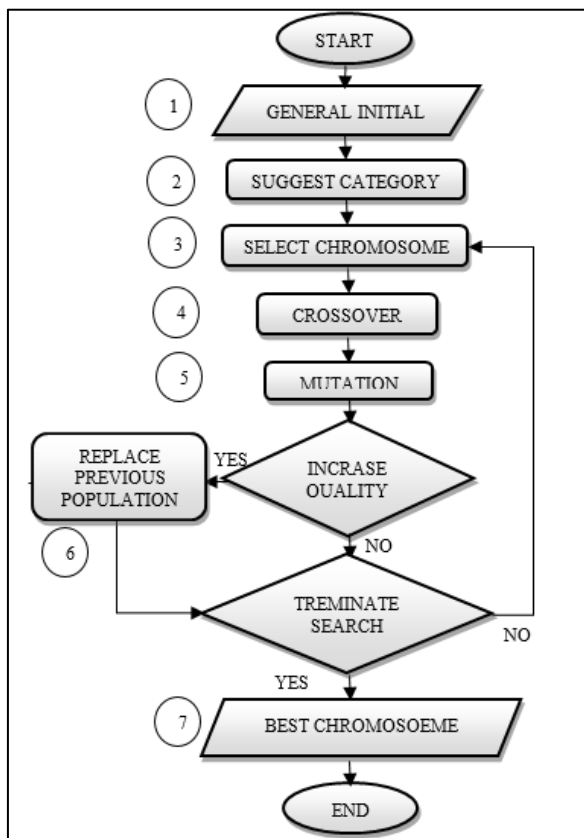 START
1
GENERAL INITIAL
2
SUGGEST CATEGORY
3
SELECT CHROMOSOME
4
CROSSOVER
5
MUTATION
REPLACE
PREVIOUS
POPULATION
YES
INCRASE
QUALITY
6
NO
TREMINATE
SEARCH
NO
YES
7
BEST CHROMOSOEME
END